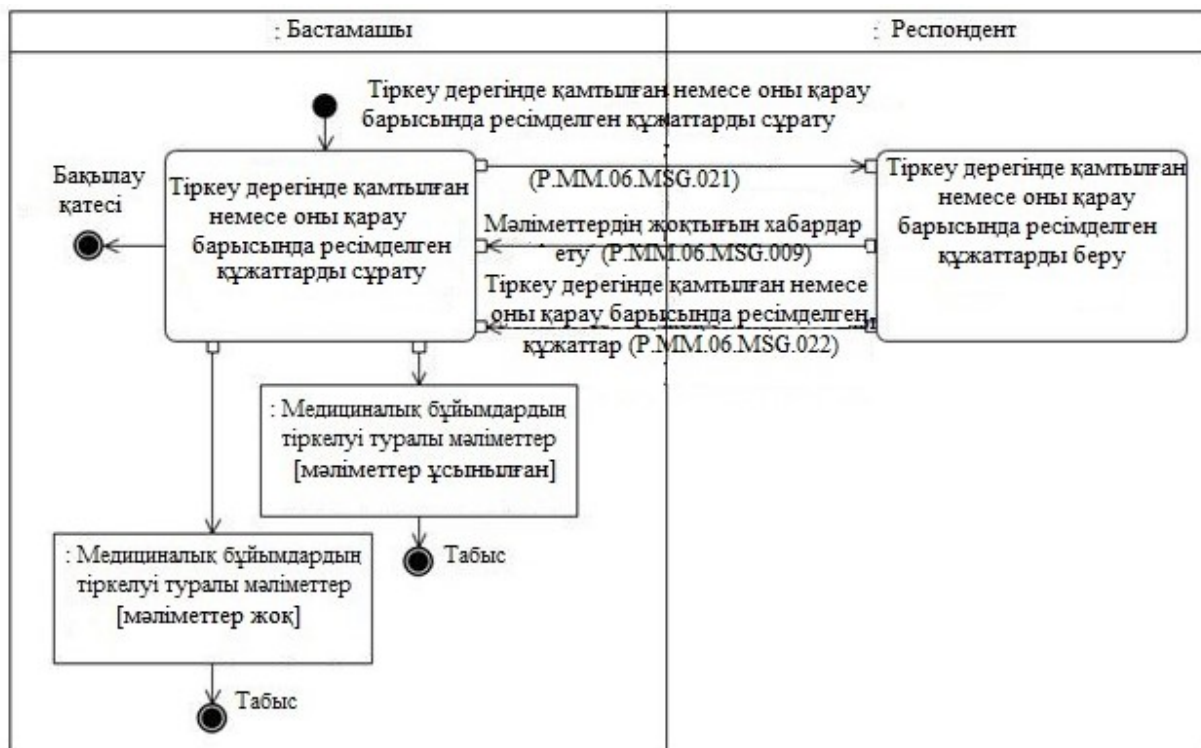 : Бастамашы
: Респондент
Тіркеу дерегінде қамтылған немесе оны қарау
барысында ресімделген құжаттарды сұрату
(P.MM.06.MSG.021)
Бақылау
қатесі
Тіркеу дерегінде қамтылған
немесе оны қарау
барысында ресімделген
құжаттарды сұрату
Мәліметтердің жоқтығын хабардар
ету (P.MM.06.MSG.009)
Тіркеу дерегінде қамтылған немесе
оны қарау барысында ресімделген
құжаттар (P.MM.06.MSG.022)
Тіркеу дерегінде қамтылған
немесе оны қарау
барысында ресімделген
құжаттарды беру
: Медициналық бұйымдардың
тіркелуі туралы мәліметтер
[мәліметтер ұсынылған]
Табыс
: Медициналық бұйымдардың
тіркелуі туралы мәліметтер
[мәліметтер жоқ]
Табыс